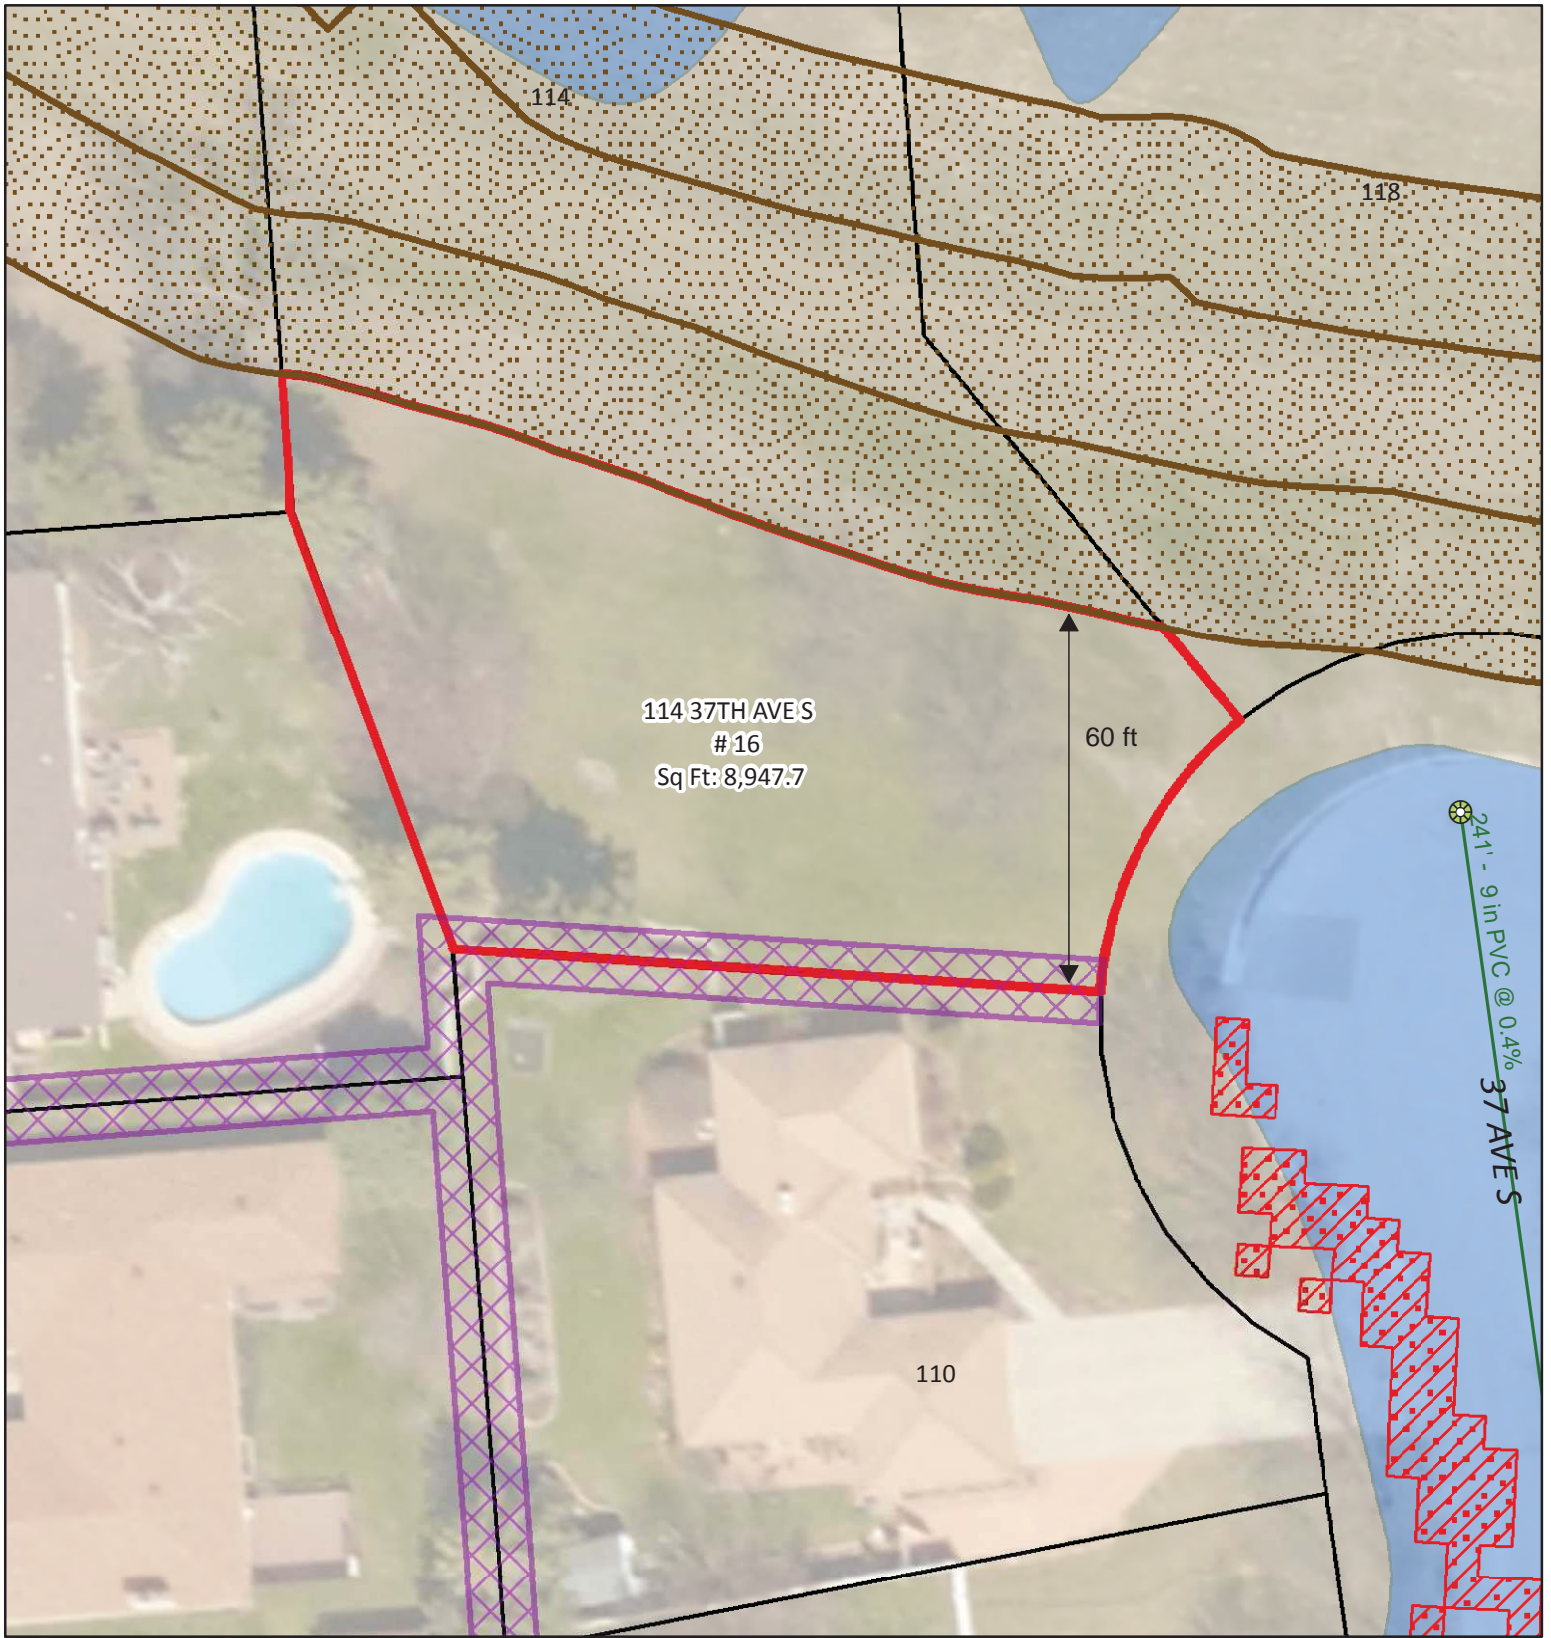 114
118
114 37TH AVE S
# 16
Sq Ft: 8,947.7
60 ft
241' - 9 in PVC @ 0.4%
37 AVE S
110